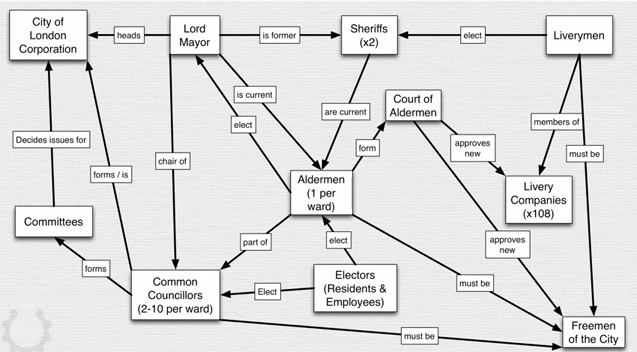 City of
London
Corporation
heads
Lord
Mayor
is former
Sheriffs
(x2)
elect
Liverymen
is current
are current
Court of
Aldermen
elect
members of
Decides issues for
form
approves
new
must be
chair of
forms / is
Aldermen
(1 per
ward)
Livery
Companies
(x108)
Committees
part of
elect
approves
new
forms
Common
Councillors
(2-10 per ward)
Elect
Electors
(Residents &
Employees)
must be
must be
Freemen
of the City